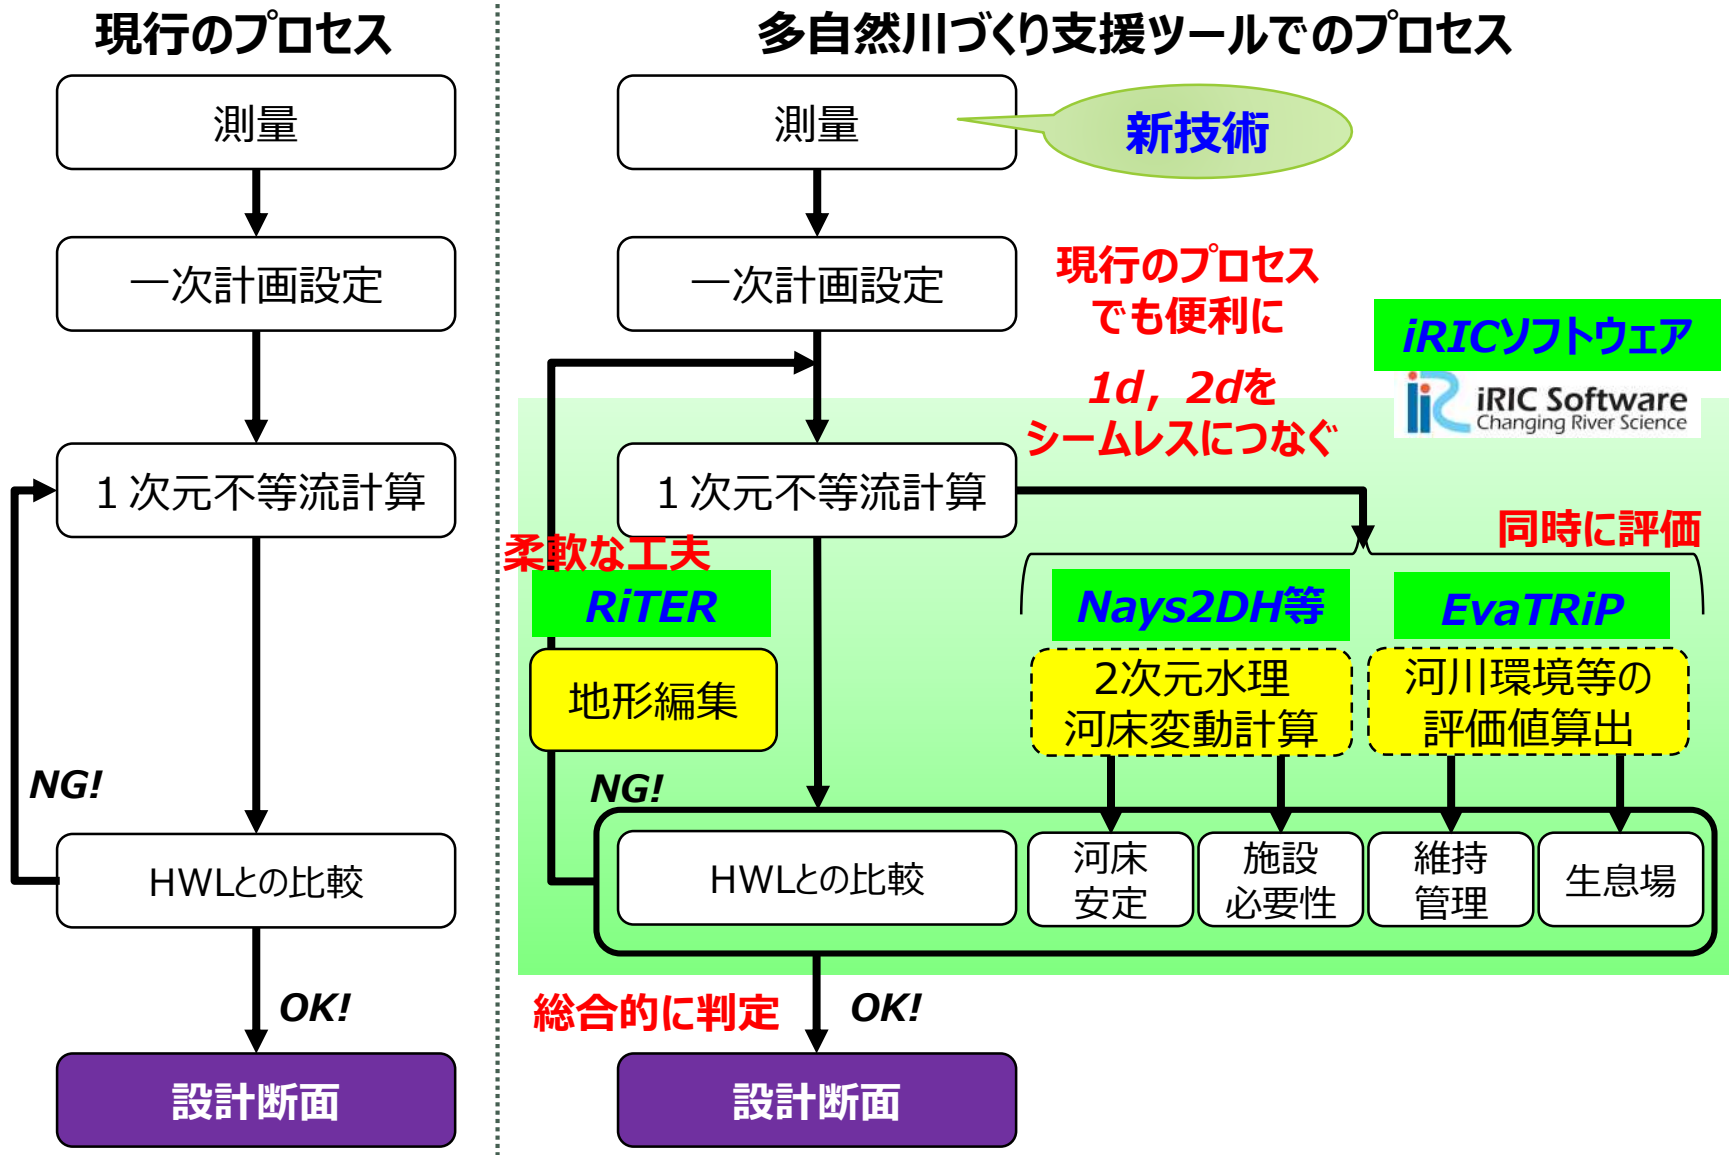 現行のプロセス
測量
一次計画設定
１次元不等流計算
NG!
HWLとの比較
OK!
設計断面
多自然川づくり支援ツールでのプロセス
測量
新技術
一次計画設定
現行のプロセス
でも便利に
iRICソフトウェア
iRIC Software
Changing River Science
1d，2dを
シームレスにつなぐ
１次元不等流計算
同時に評価
柔軟な工夫
RiTER
Nays2DH等
EvaTRiP
地形編集
2次元水理
河床変動計算
河川環境等の
評価値算出
NG!
HWLとの比較
河床
安定
施設
必要性
維持
管理
生息場
総合的に判定
OK!
設計断面